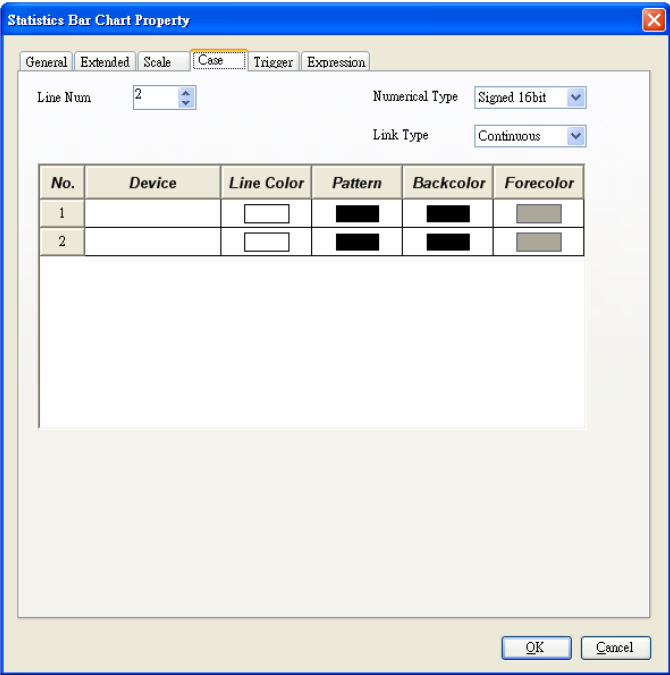 Statistics Bar Chart Property
General Extended Scale Case Trigger Expression
Line Num 2 Numerical Type Signed 16bit
Link Type Continuous
No. Device Line Color Pattern Backcolor Forecolor
1
2
OK Cancel